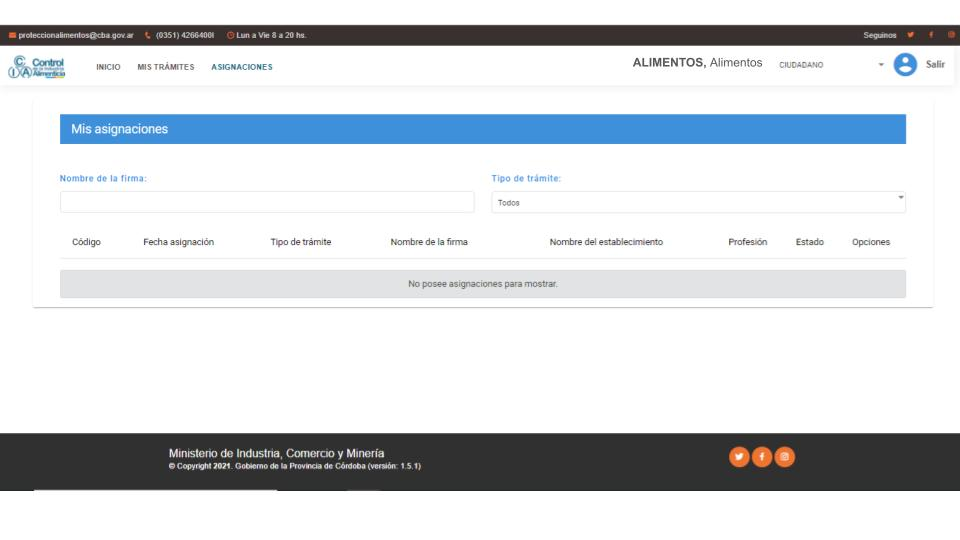 proteccionalimentos@cba.gov.ar (0351) 4266400l Lun a Vie 8 a 20 hs. Seguinos
C Control
de la Industria
I A Alimenticia
INICIO MIS TRÁMITES ASIGNACIONES ALIMENTOS, Alimentos CIUDADANO Salir
Mis asignaciones
Nombre de la firma: Tipo de trámite:
Todos
Código Fecha asignación Tipo de trámite Nombre de la firma Nombre del establecimiento Profesión Estado Opciones
No posee asignaciones para mostrar.
Ministerio de Industria, Comercio y Minería
© Copyright 2021. Gobierno de la Provincia de Córdoba (versión: 1.5.1)